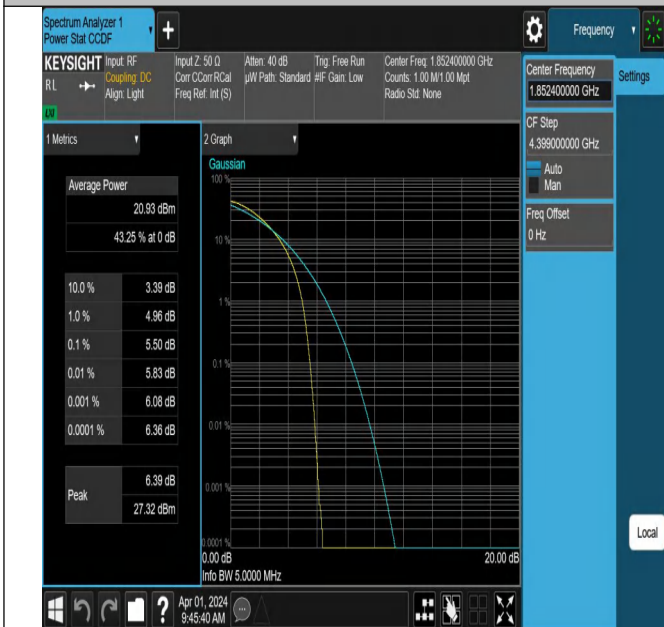 Spectrum Analyzer 1
Power Stat CCDF
+
Frequency
KEYSIGHT
RL
LXI
Input: RF
Coupling: DC
Align: Light
Input Z: 50 Ω
Corr CCorr RCal
Freq Ref: Int (S)
Atten: 40 dB
µW Path: Standard
Trig: Free Run
#IF Gain: Low
Center Freq: 1.852400000 GHz
Counts: 1.00 M/1.00 Mpt
Radio Std: None
Center Frequency
1.852400000 GHz
Settings
CF Step
4.399000000 GHz
Auto
Man
Freq Offset
0 Hz
1 Metrics
Average Power
20.93 dBm
43.25 % at 0 dB
10.0 % 3.39 dB
1.0 % 4.96 dB
0.1 % 5.50 dB
0.01 % 5.83 dB
0.001 % 6.08 dB
0.0001 % 6.36 dB
Peak
6.39 dB
27.32 dBm
2 Graph
Gaussian
100 %
10 %
1 %
0.1 %
0.01 %
0.001 %
0.0001 %
0.00 dB 20.00 dB
Info BW 5.0000 MHz
Local
?
Apr 01, 2024
9:45:40 AM